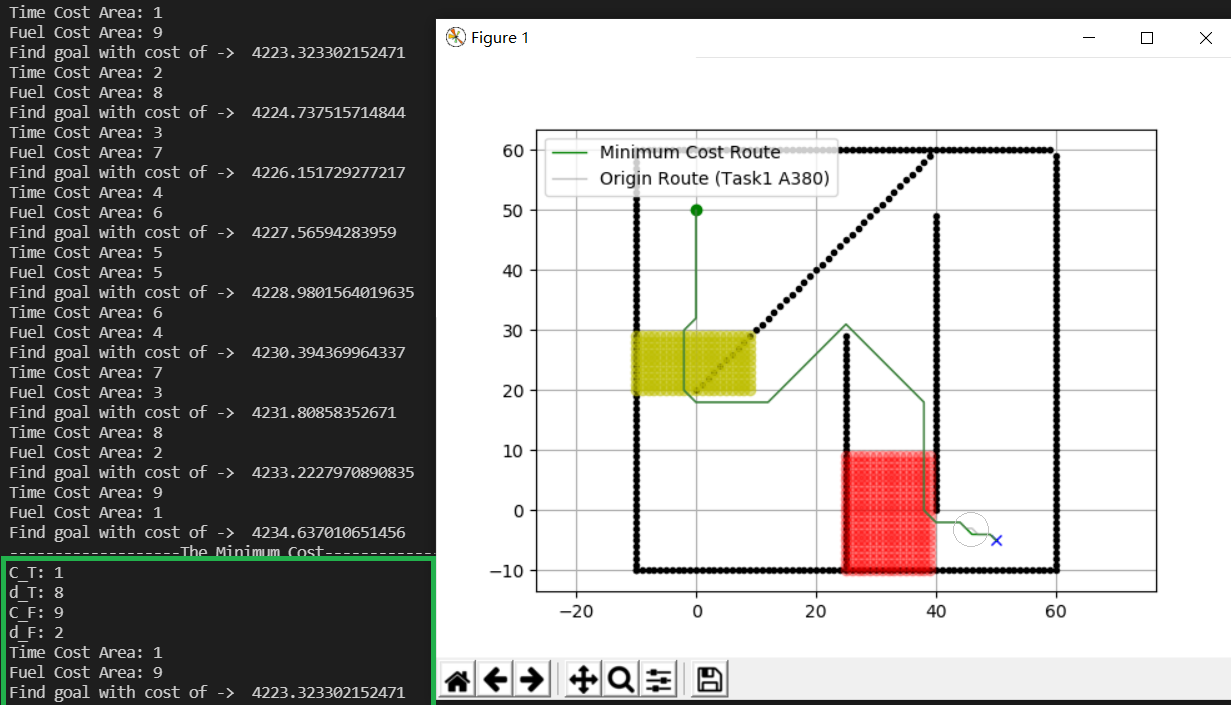 Time Cost Area: 1
Fuel Cost Area: 9
Find goal with cost of ->  4223.323302152471
Time Cost Area: 2
Fuel Cost Area: 8
Find goal with cost of ->  4224.737515714844
Time Cost Area: 3
Fuel Cost Area: 7
Find goal with cost of ->  4226.151729277217
Time Cost Area: 4
Fuel Cost Area: 6
Find goal with cost of ->  4227.56594283959
Time Cost Area: 5
Fuel Cost Area: 5
Find goal with cost of ->  4228.9801564019635
Time Cost Area: 6
Fuel Cost Area: 4
Find goal with cost of ->  4230.394369964337
Time Cost Area: 7
Fuel Cost Area: 3
Find goal with cost of ->  4231.80858352671
Time Cost Area: 8
Fuel Cost Area: 2
Find goal with cost of ->  4233.2227970890835
Time Cost Area: 9
Fuel Cost Area: 1
Find goal with cost of ->  4234.637010651456
-------------------The Minimum Cost-------------
C_T: 1
d_T: 8
C_F: 9
d_F: 2
Time Cost Area: 1
Fuel Cost Area: 9
Find goal with cost of ->  4223.323302152471
Figure 1
Minimum Cost Route
Origin Route (Task1 A380)
60
50
40
30
20
10
0
−10
−20
0
20
40
60